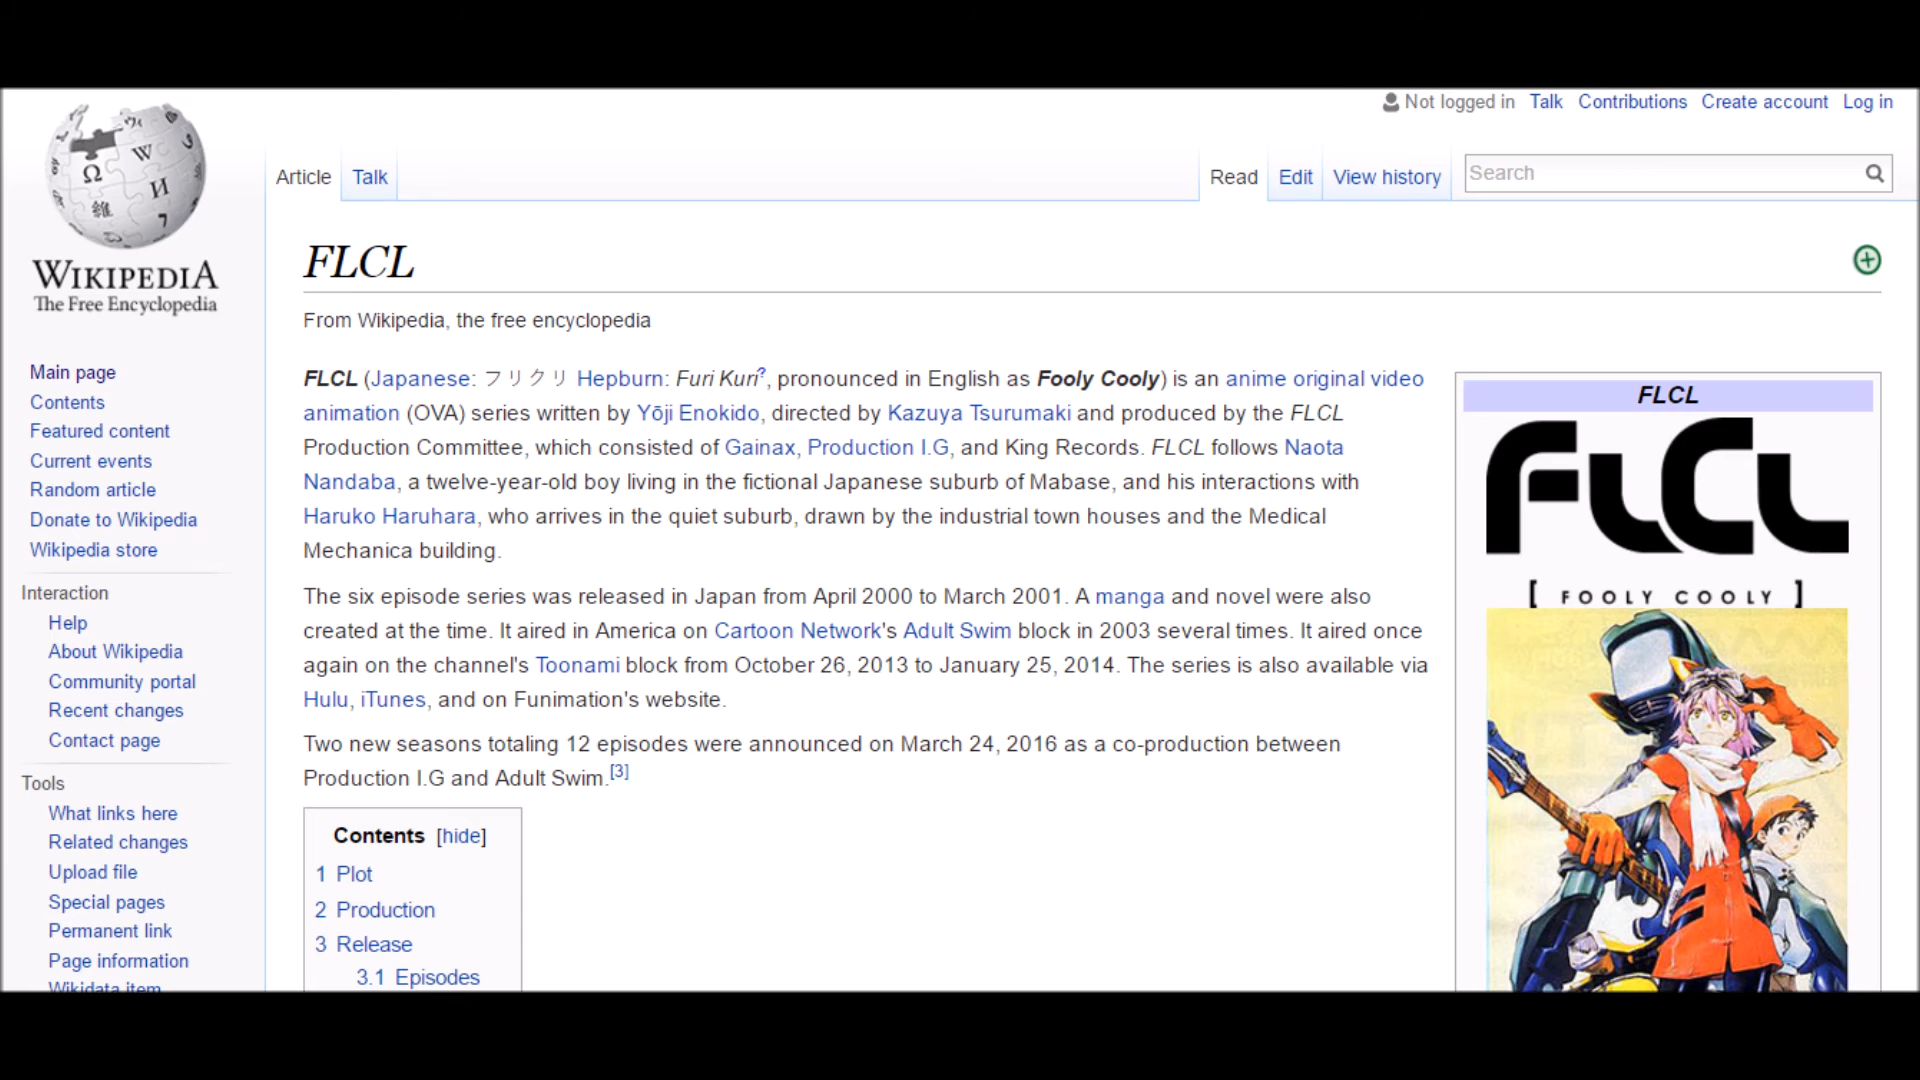 Not logged in Talk Contributions Create account Log in
Article Talk Read Edit View history Search
WIKIPEDIA
The Free Encyclopedia
Main page
Contents
Featured content
Current events
Random article
Donate to Wikipedia
Wikipedia store
Interaction
Help
About Wikipedia
Community portal
Recent changes
Contact page
Tools
What links here
Related changes
Upload file
Special pages
Permanent link
Page information
Wikidata item
FLCL
From Wikipedia, the free encyclopedia
FLCL (Japanese: フリクリ Hepburn: Furi Kuri?, pronounced in English as Fooly Cooly) is an anime original video
animation (OVA) series written by Yōji Enokido, directed by Kazuya Tsurumaki and produced by the FLCL
Production Committee, which consisted of Gainax, Production I.G, and King Records. FLCL follows Naota
Nandaba, a twelve-year-old boy living in the fictional Japanese suburb of Mabase, and his interactions with
Haruko Haruhara, who arrives in the quiet suburb, drawn by the industrial town houses and the Medical
Mechanica building.
The six episode series was released in Japan from April 2000 to March 2001. A manga and novel were also
created at the time. It aired in America on Cartoon Network's Adult Swim block in 2003 several times. It aired once
again on the channel's Toonami block from October 26, 2013 to January 25, 2014. The series is also available via
Hulu, iTunes, and on Funimation's website.
Two new seasons totaling 12 episodes were announced on March 24, 2016 as a co-production between
Production I.G and Adult Swim.[3]
Contents [hide]
1 Plot
2 Production
3 Release
3.1 Episodes
FLCL
FLCL
[ FOOLY COOLY ]